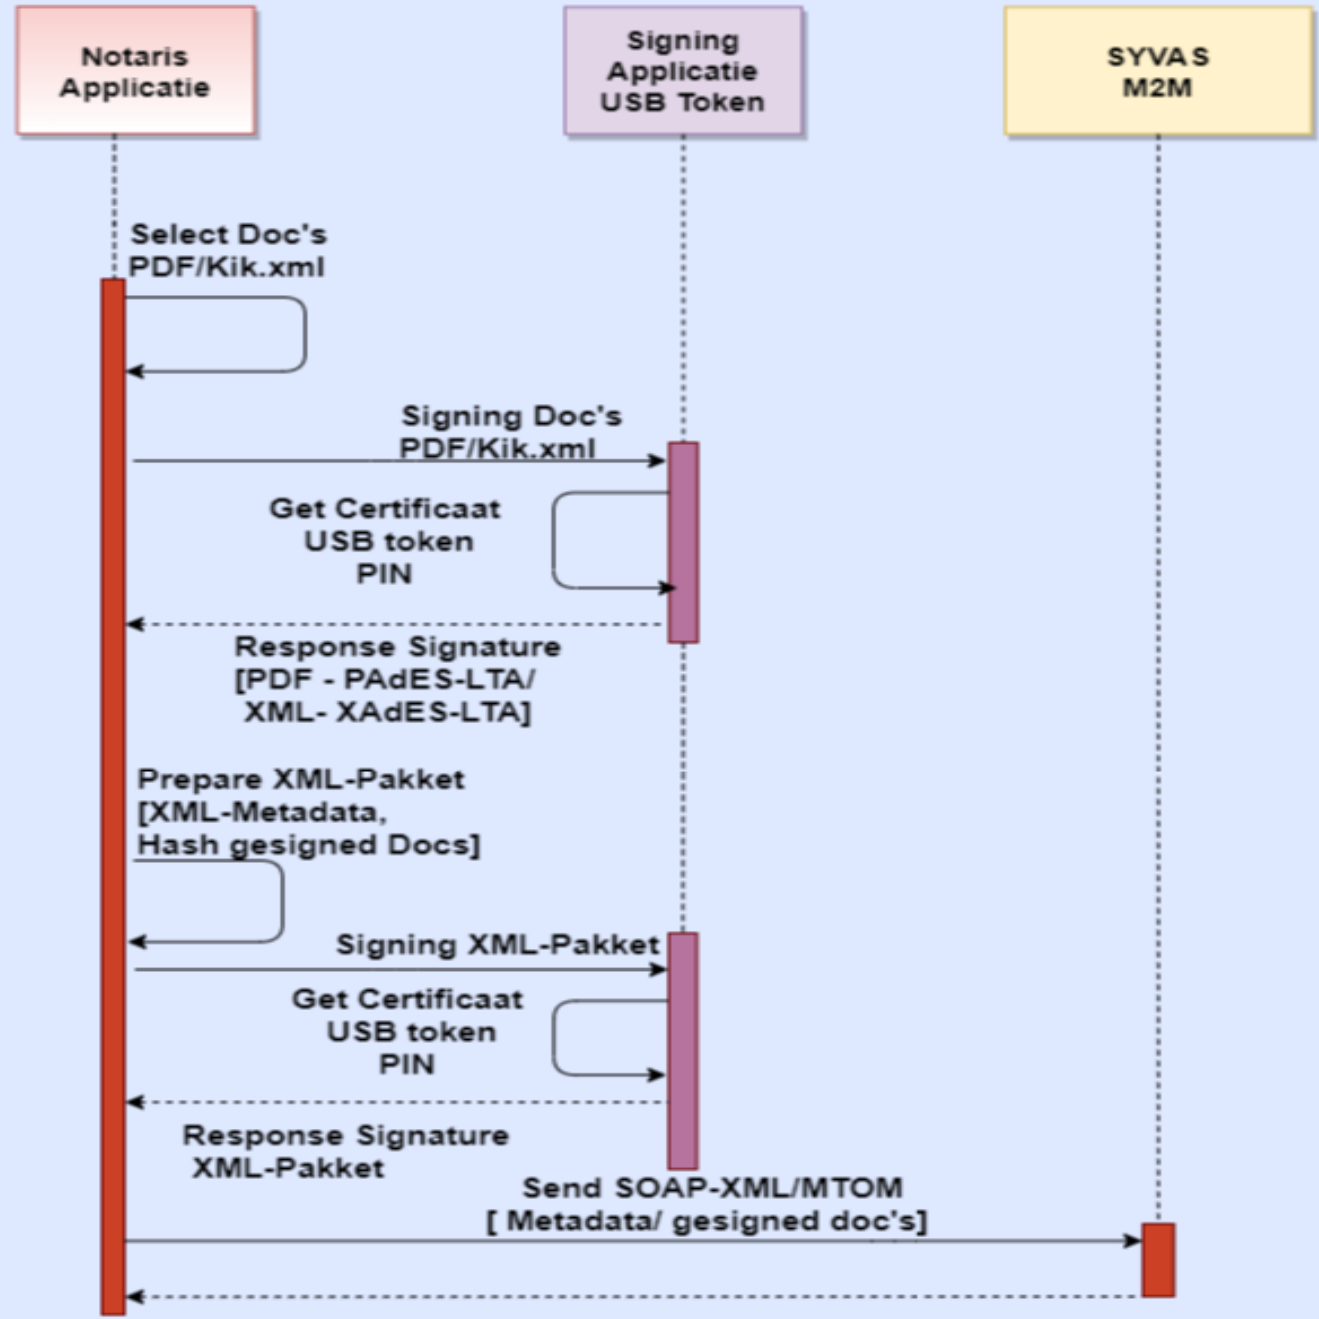 Notaris
Applicatie
Signing
Applicatie
USB Token
SYVAS
M2M
Select Doc's
PDF/Kik.xml
Signing Doc's
PDF/Kik.xml
Get Certificaat
USB token
PIN
Response Signature
[PDF - PAdES-LTA/
XML- XAdES-LTA]
Prepare XML-Pakket
[XML-Metadada,
Hash gesigned Docs]
Signing XML-Pakket
Get Certificaat
USB token
PIN
Response Signature
XML-Pakket
Send SOAP-XML/MTOM
[ Metadata/ gesigned doc's]